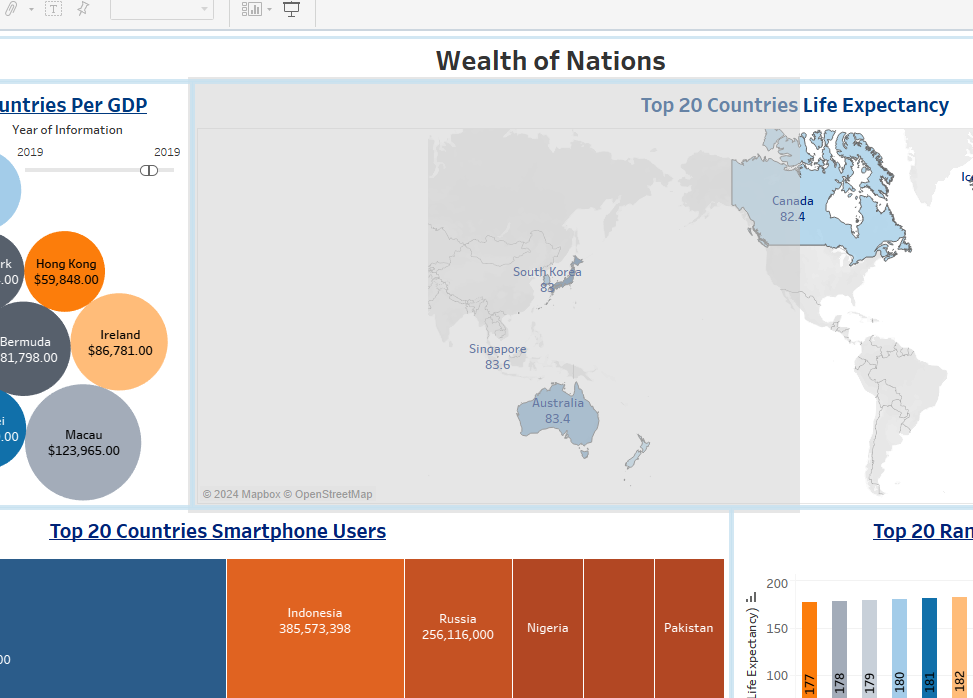 Wealth of Nations
untries Per GDP
Year of Information
2019 2019
rk
.00
Hong Kong
$59,848.00
Bermuda
81,798.00
Ireland
$86,781.00
i
.00
Macau
$123,965.00
Top 20 Countries Life Expectancy
Canada
82.4
South Korea
83
Singapore
83.6
Australia
83.4
Ic
© 2024 Mapbox © OpenStreetMap
Top 20 Countries Smartphone Users
00
Indonesia
385,573,398
Russia
256,116,000
Nigeria
Pakistan
Top 20 Ran
ife Expectancy)
200
150
100
177
178
179
180
181
182